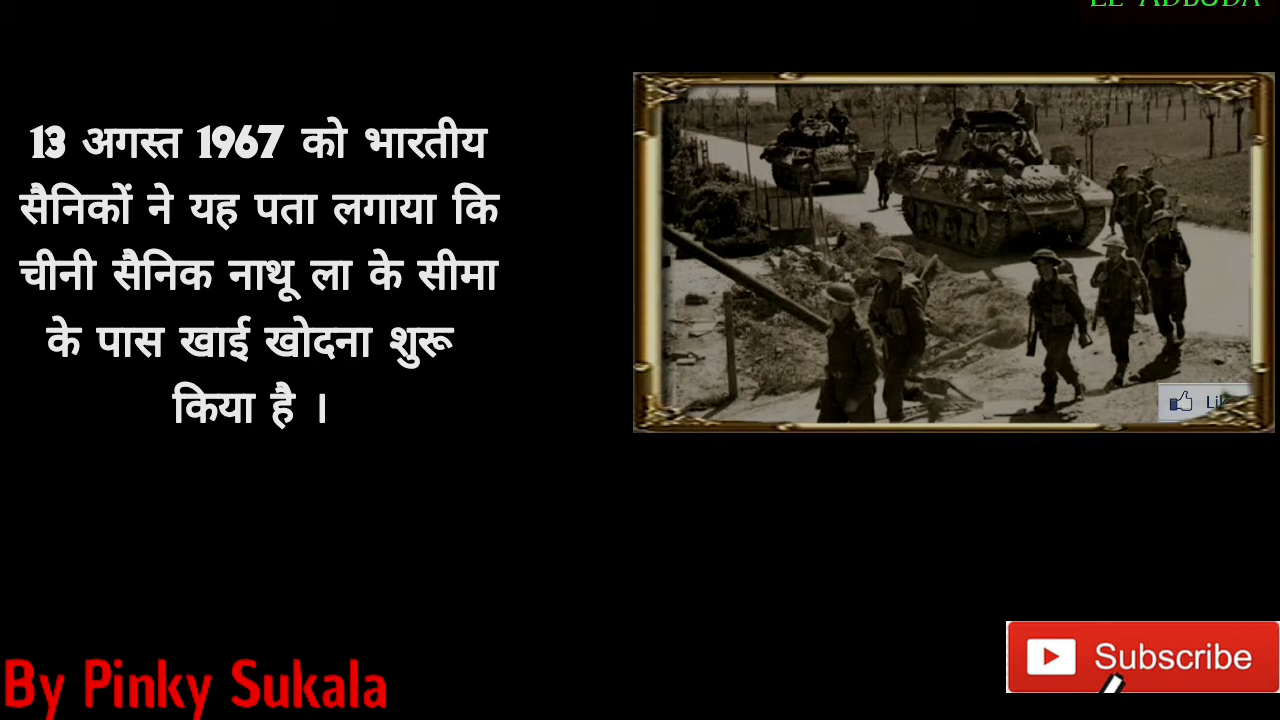 13 अगस्त 1967 को भारतीय
सैनिकों ने यह पता लगाया कि
चीनी सैनिक नाथू ला के सीमा
के पास खाई खोदना शुरू
किया है ।
Subscribe
By Pinky Sukala